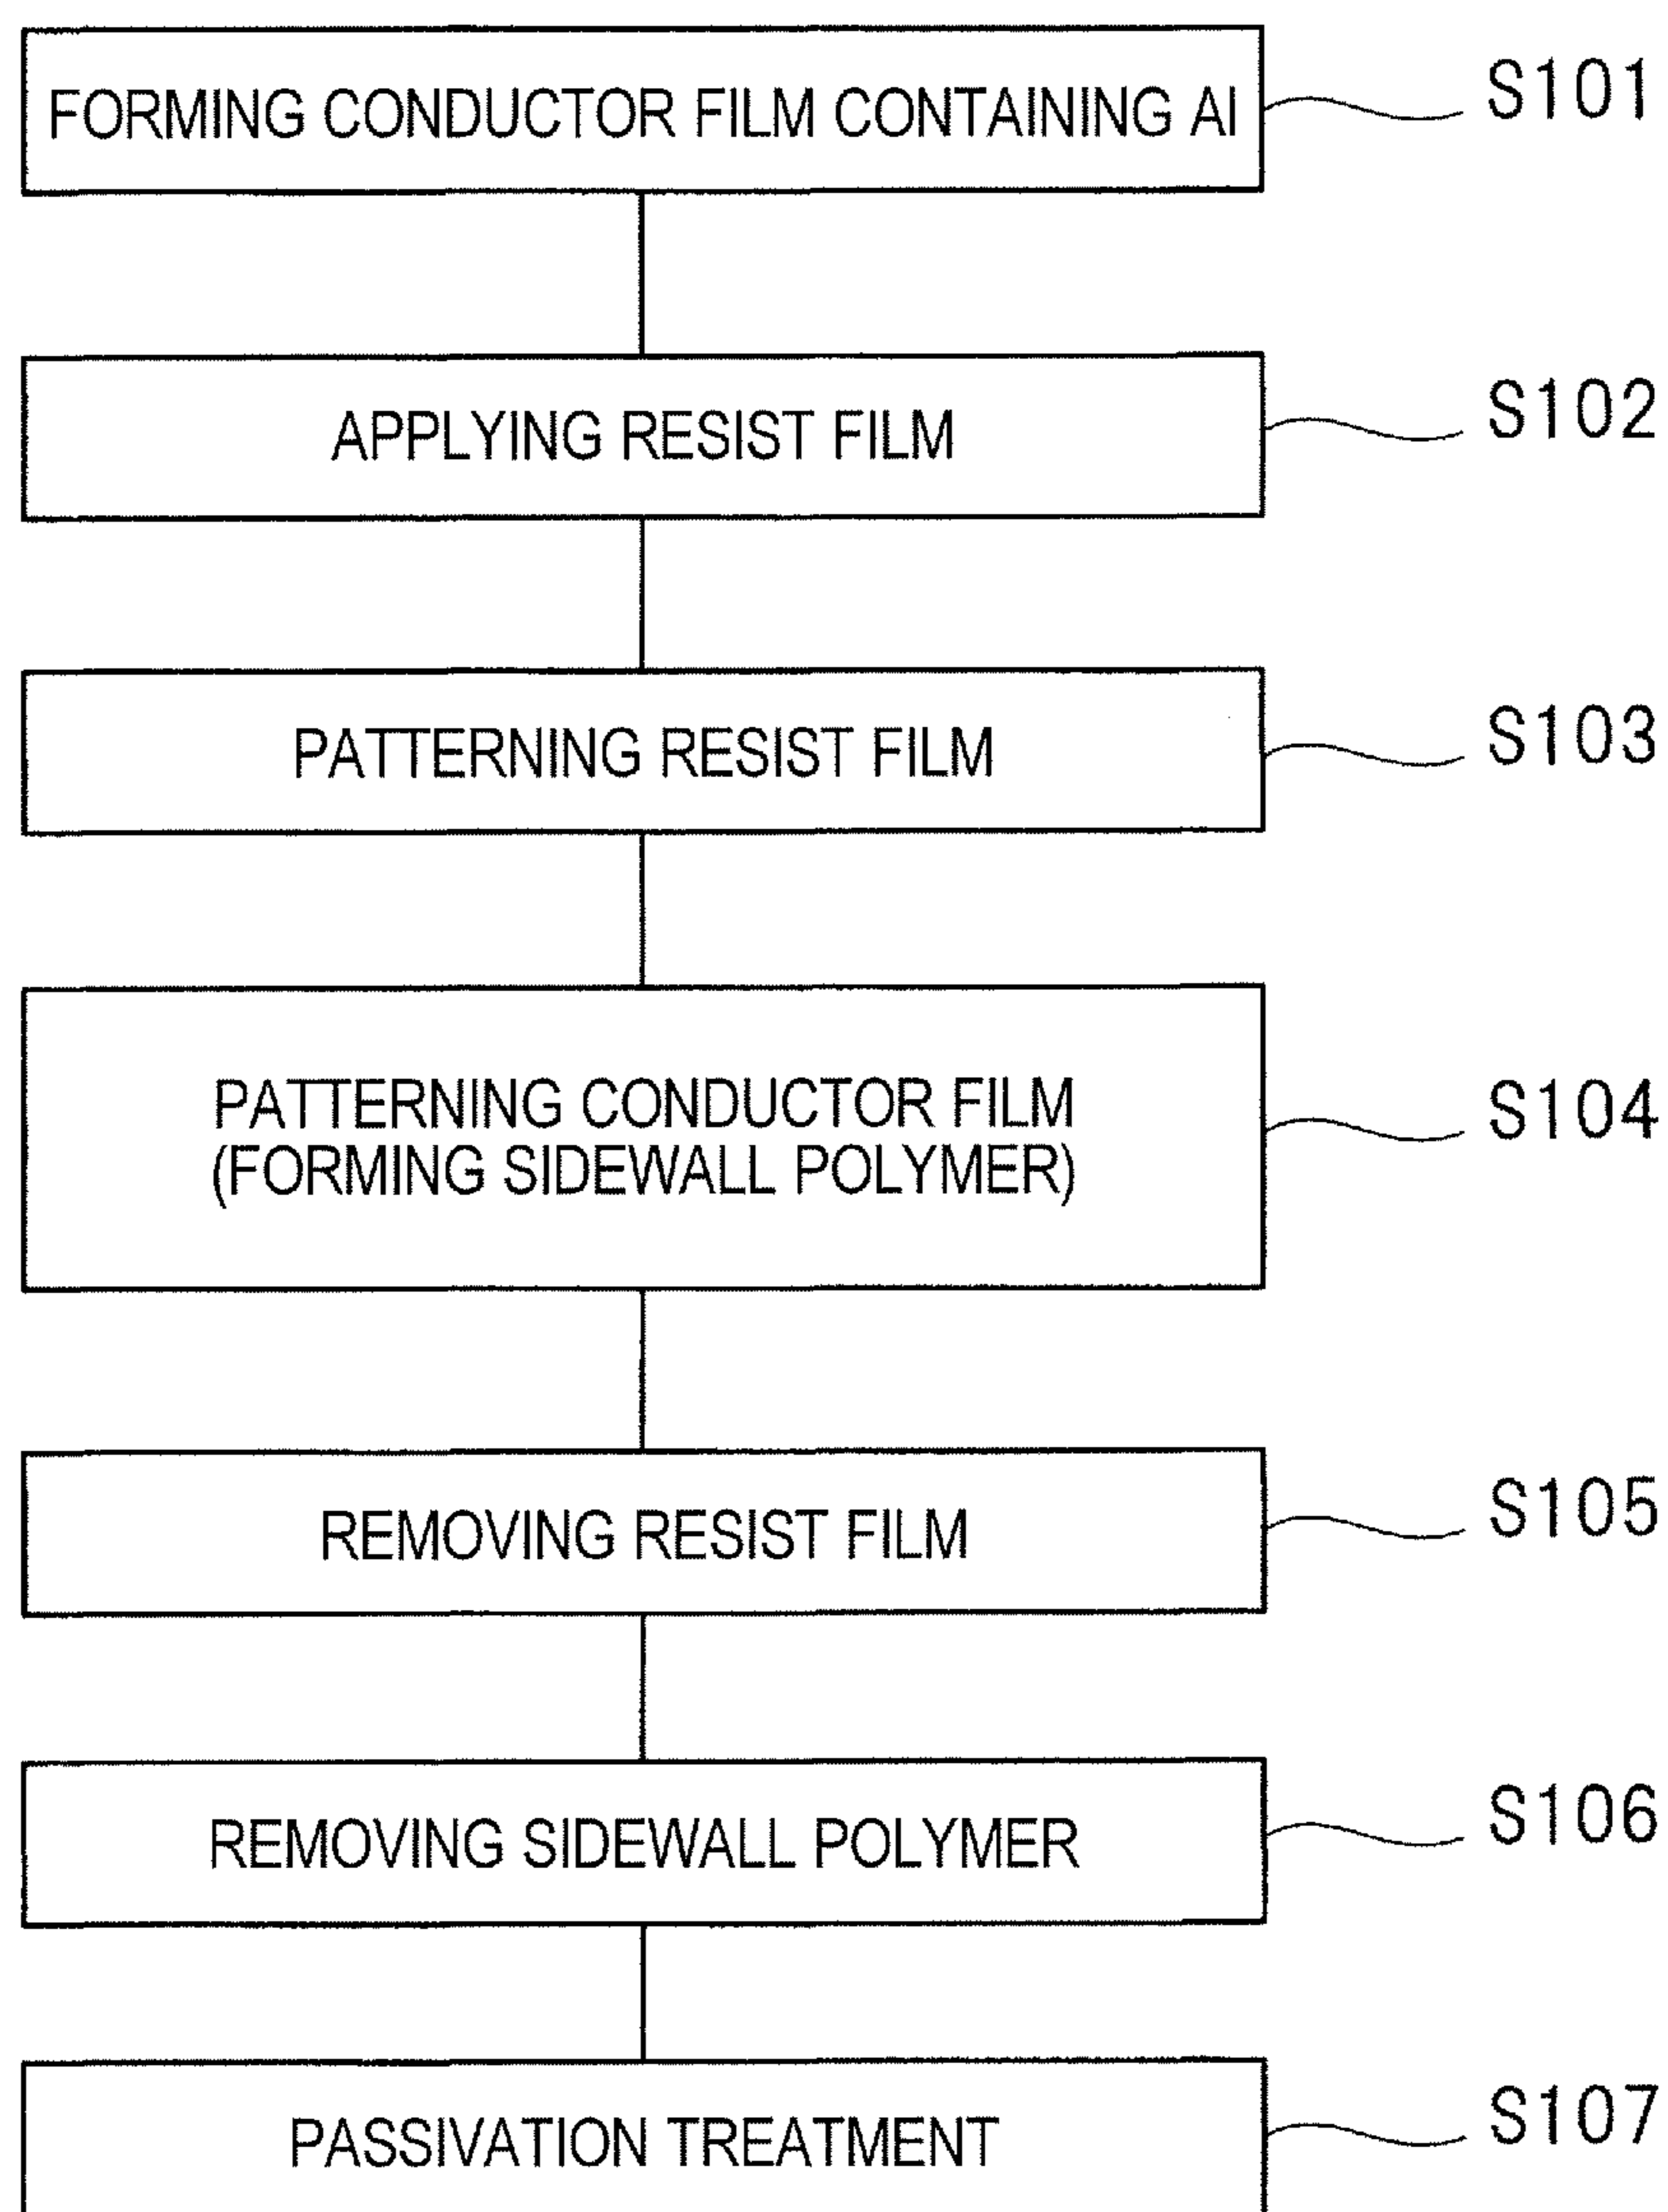 FORMING CONDUCTOR FILM CONTAINING Al
S101
APPLYING RESIST FILM
S102
PATTERNING RESIST FILM
S103
PATTERNING CONDUCTOR FILM
(FORMING SIDEWALL POLYMER)
S104
REMOVING RESIST FILM
S105
REMOVING SIDEWALL POLYMER
S106
PASSIVATION TREATMENT
S107